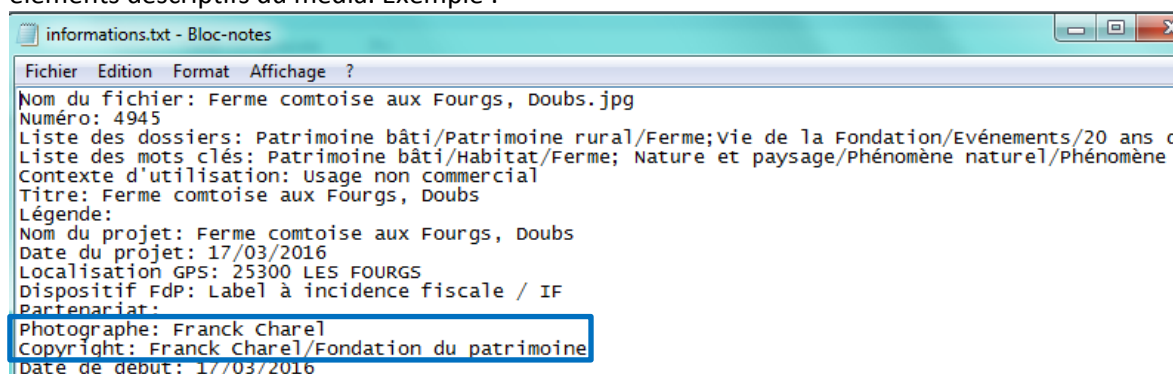 éléments descriptifs du média. Exemple :
informations.txt - Bloc-notes
Fichier Edition Format Affichage ?
Nom du fichier: Ferme comtoise aux Fourgs, Doubs.jpg
Numéro: 4945
Liste des dossiers: Patrimoine bâti/Patrimoine rural/Ferme;Vie de la Fondation/Evénements/20 ans
Liste des mots clés: Patrimoine bâti/Habitat/Ferme; Nature et paysage/Phénomène naturel/Phénomène
Contexte d'utilisation: Usage non commercial
Titre: Ferme comtoise aux Fourgs, Doubs
Légende:
Nom du projet: Ferme comtoise aux Fourgs, Doubs
Date du projet: 17/03/2016
Localisation GPS: 25300 LES FOURGS
Dispositif FdP: Label à incidence fiscale / IF
Partenariat:
Photographe: Franck Charel
Copyright: Franck Charel/Fondation du patrimoine
Date de début: 17/03/2016